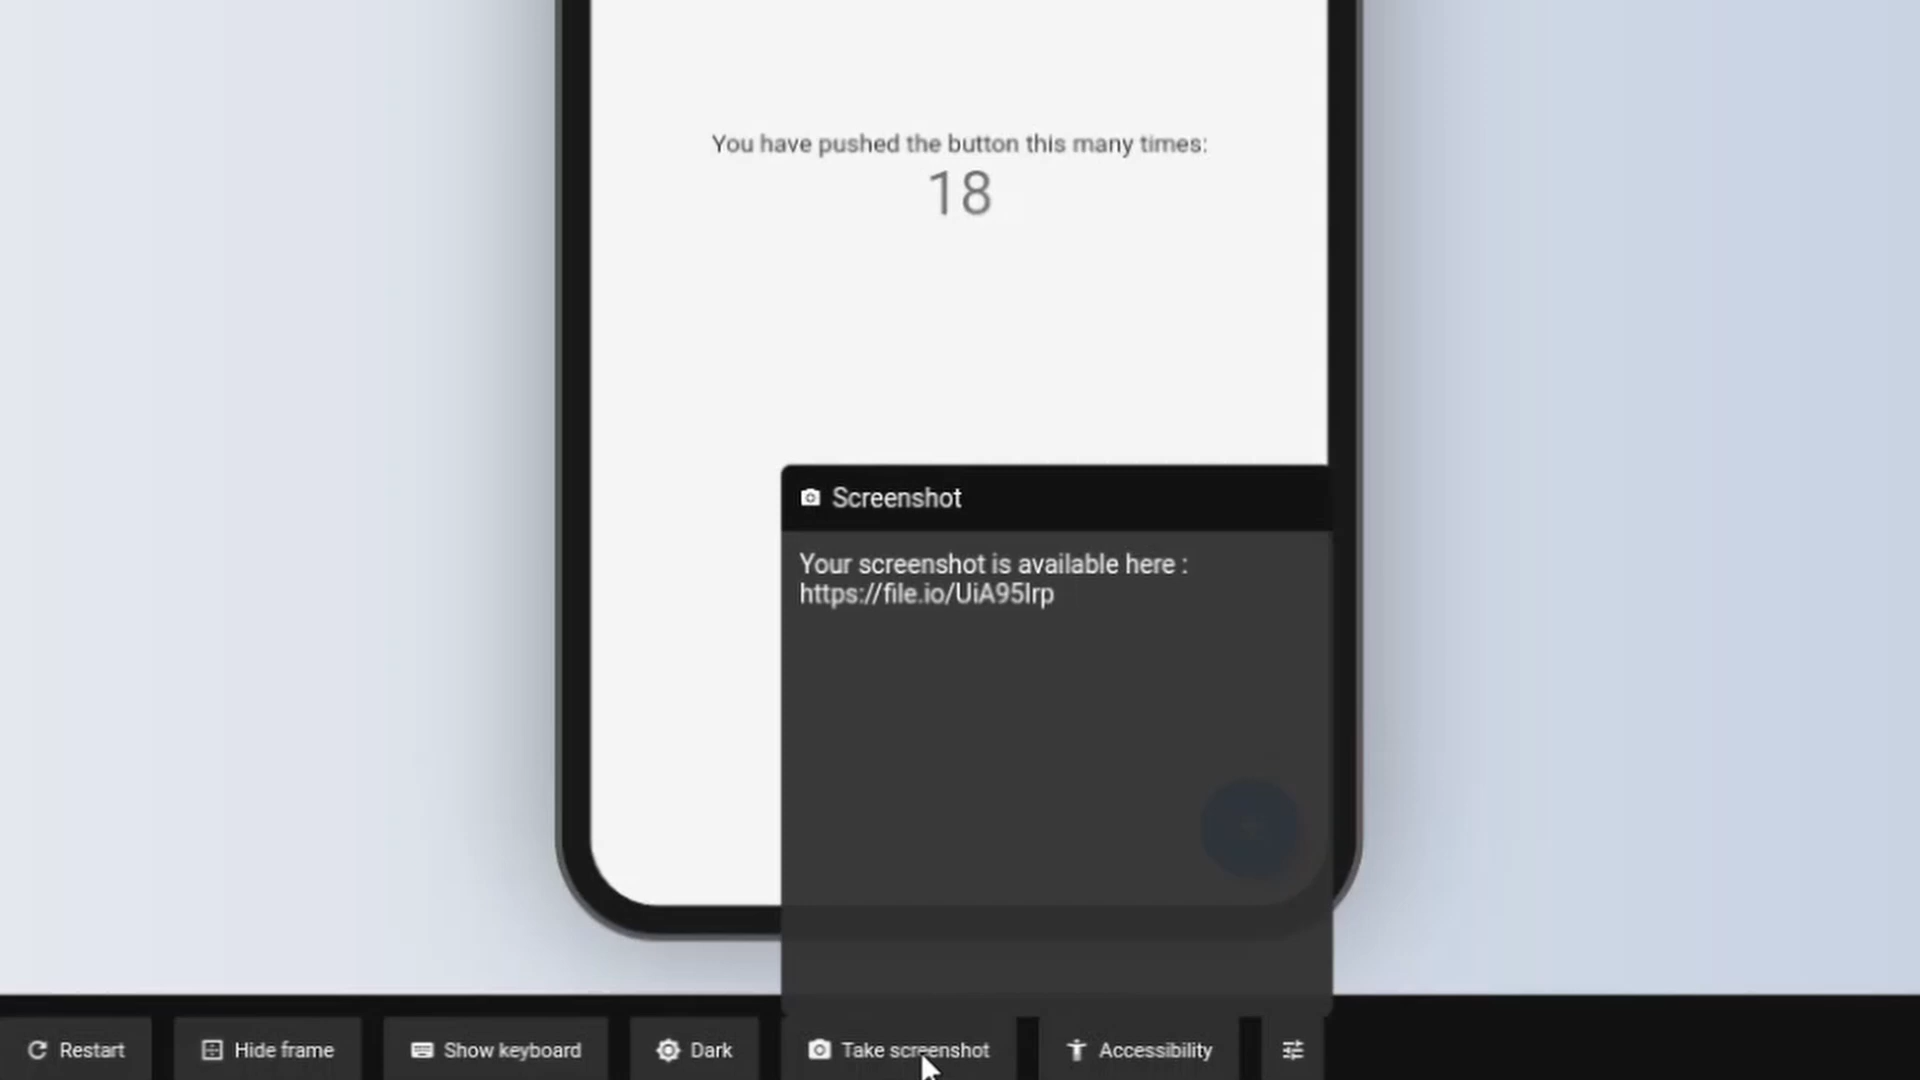 You have pushed the button this many times:
18
Screenshot
Your screenshot is available here :
https://file.io/UiA95lrp
Restart
Hide frame
Show keyboard
Dark
Take screenshot
Accessibility